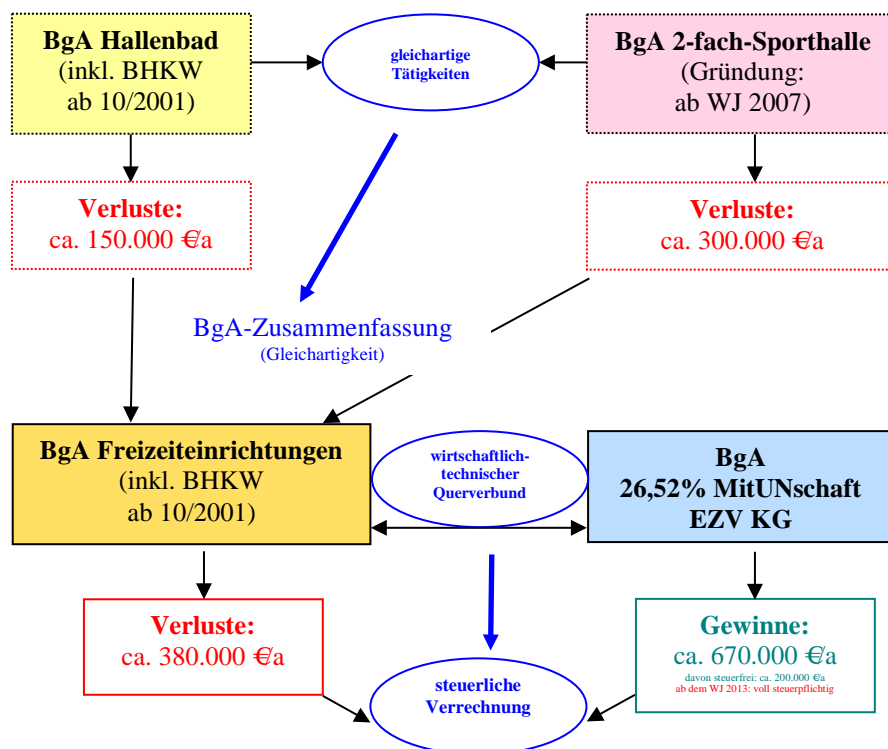 BgA Hallenbad
(inkl. BHKW
ab 10/2001)
gleichartige
Tätigkeiten
BgA 2-fach-Sporthalle
(Gründung:
ab WJ 2007)
Verluste:
ca. 150.000 €/a
Verluste:
ca. 300.000 €/a
BgA-Zusammenfassung
(Gleichartigkeit)
BgA Freizeiteinrichtungen
(inkl. BHKW
ab 10/2001)
wirtschaftlich-
technischer
Querverbund
BgA
26,52% MitUNschaft
EZV KG
Verluste:
ca. 380.000 €/a
Gewinne:
ca. 670.000 €/a
davon steuerfrei: ca. 200.000 €/a
ab dem WJ 2013: voll steuerpflichtig
steuerliche
Verrechnung